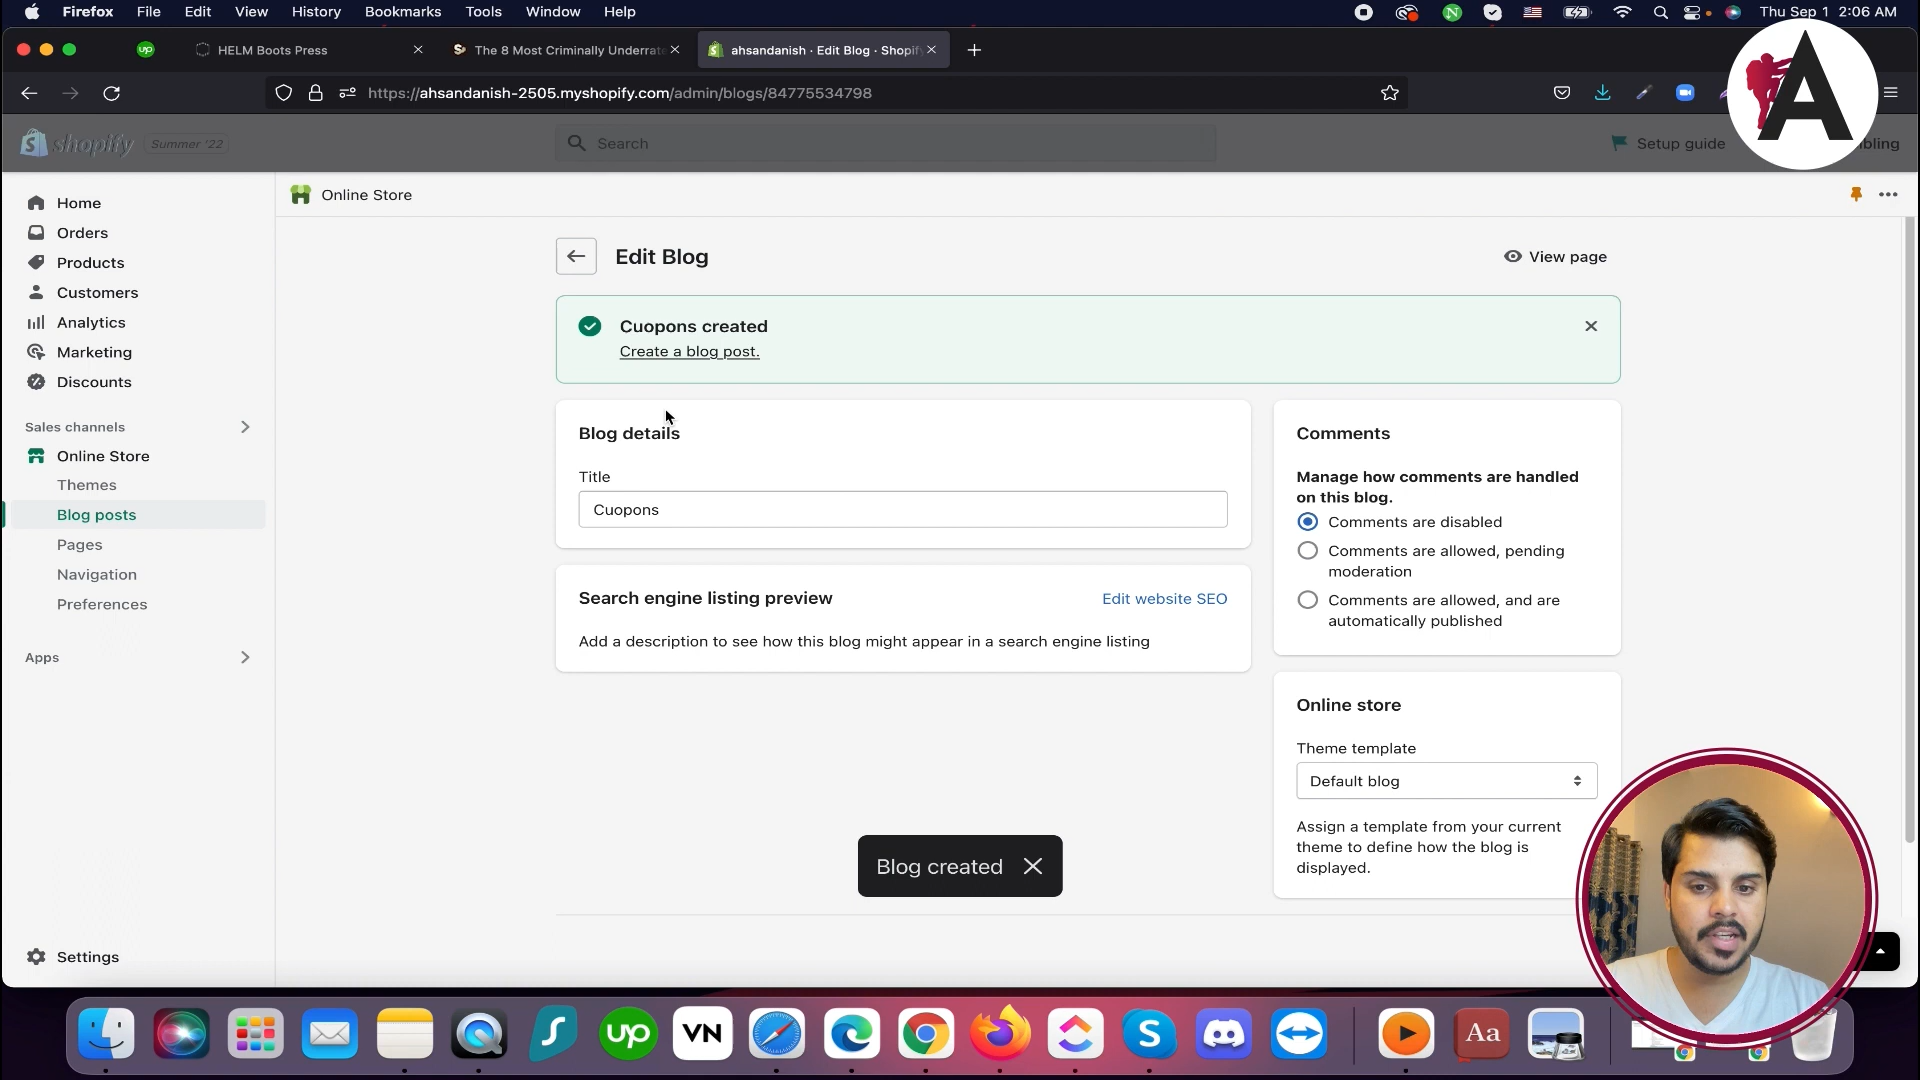 Firefox File Edit View History Bookmarks Tools Window Help
Thu Sep 1 2:06 AM
up HELM Boots Press
The 8 Most Criminally Underrate
ahsandanish · Edit Blog · Shopify
https://ahsandanish-2505.myshopify.com/admin/blogs/84775534798
A
shopify
Summer '22
Search
Setup guide
Home
Orders
Products
Customers
Analytics
Marketing
Discounts
Sales channels
Online Store
Themes
Blog posts
Pages
Navigation
Preferences
Apps
Settings
Online Store
Edit Blog
View page
Cuopons created
Create a blog post.
Blog details
Title
Cuopons
Search engine listing preview
Edit website SEO
Add a description to see how this blog might appear in a search engine listing
Comments
Manage how comments are handled
on this blog.
Comments are disabled
Comments are allowed, pending
moderation
Comments are allowed, and are
automatically published
Online store
Theme template
Default blog
Assign a template from your current
theme to define how the blog is
displayed.
Blog created
up
VN
Aa